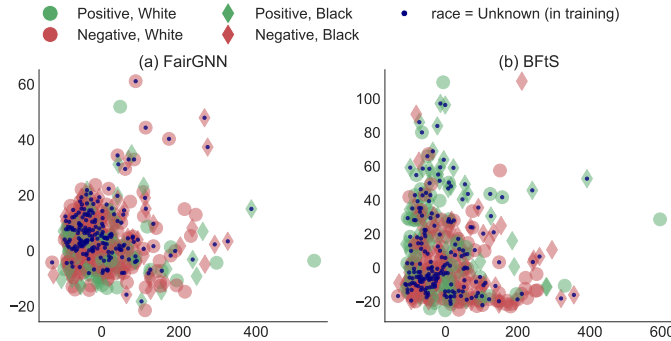 Positive, White Positive, Black race = Unknown (in training)
Negative, White Negative, Black
(a) FairGNN (b) BFtS
60
40
20
0
−20
0 200 400
100
80
60
40
20
0
−20
0 200 400 600